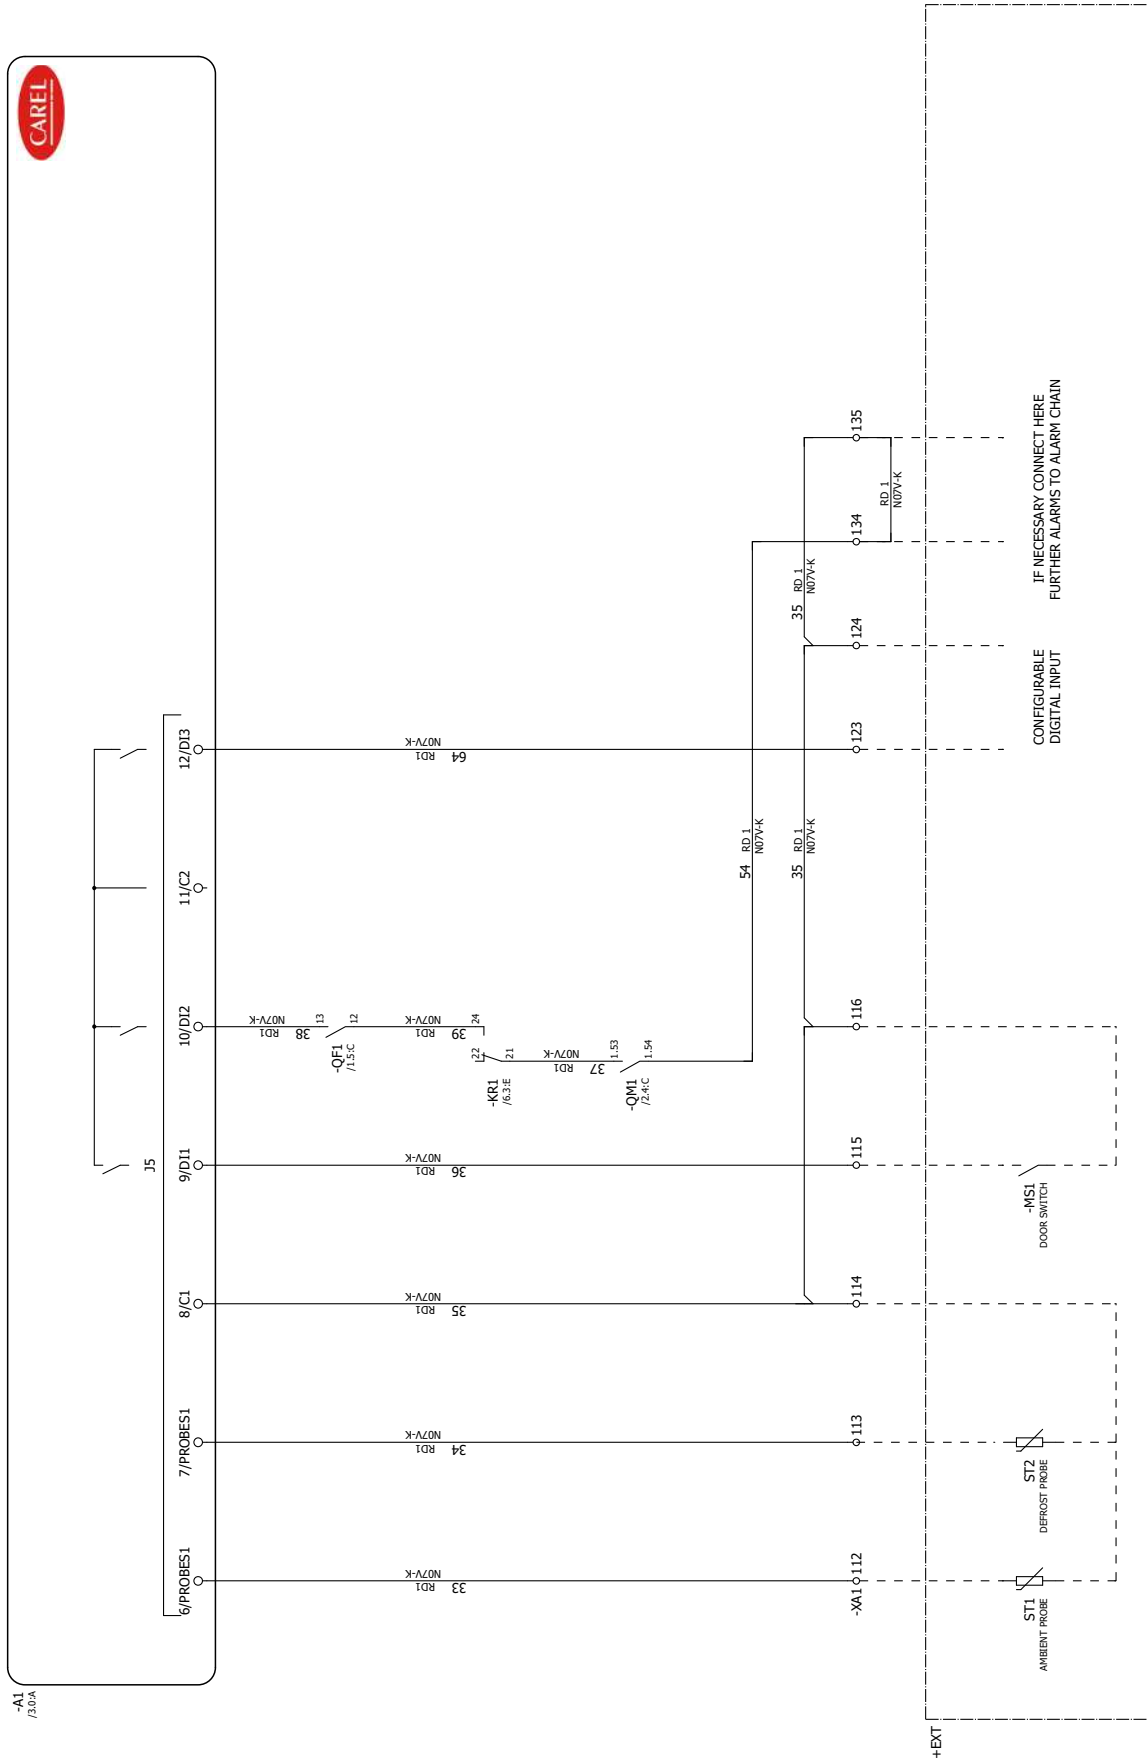 -A1
/3.0:A
CAREL
J5
6/PROBES1
7/PROBES1
8/C1
9/DI1
10/DI2
11/C2
12/DI3
N07V-K
RD1
33
N07V-K
RD1
34
N07V-K
RD1
35
N07V-K
RD1
36
N07V-K
RD1
38
13
12
-QF1
/1.5:C
N07V-K
RD1
39
24
22
21
-KR1
/6.3:E
N07V-K
RD1
37
1.53
1.54
-QM1
/2.4:C
N07V-K
RD1
64
54
RD 1
N07V-K
35
RD 1
N07V-K
35
RD 1
N07V-K
RD 1
N07V-K
-XA1
112
113
114
115
116
123
124
134
135
+EXT
ST1
AMBIENT PROBE
ST2
DEFROST PROBE
-MS1
DOOR SWITCH
CONFIGURABLE
DIGITAL INPUT
IF NECESSARY CONNECT HERE
FURTHER ALARMS TO ALARM CHAIN